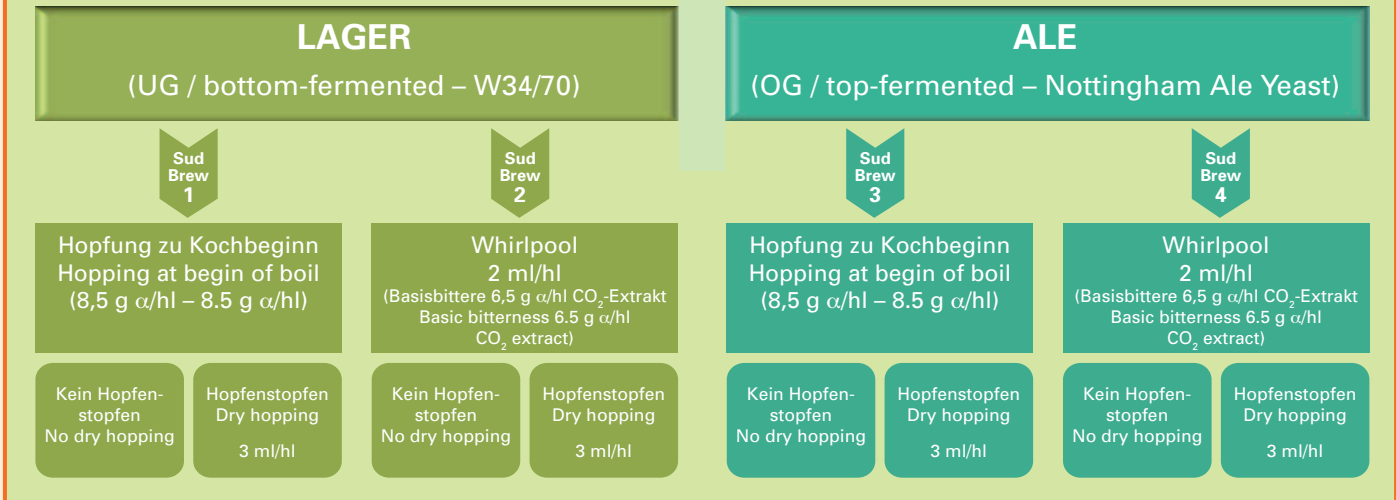 LAGER
(UG / bottom-fermented – W34/70)
Sud
Brew
1
Hopfung zu Kochbeginn
Hopping at begin of boil
(8,5 g α/hl – 8.5 g α/hl)
Kein Hopfen-
stopfen
No dry hopping
Hopfenstopfen
Dry hopping
3 ml/hl
Sud
Brew
2
Whirlpool
2 ml/hl
(Basisbittere 6,5 g α/hl CO₂-Extrakt
Basic bitterness 6.5 g α/hl
CO₂ extract)
Kein Hopfen-
stopfen
No dry hopping
Hopfenstopfen
Dry hopping
3 ml/hl
ALE
(OG / top-fermented – Nottingham Ale Yeast)
Sud
Brew
3
Hopfung zu Kochbeginn
Hopping at begin of boil
(8,5 g α/hl – 8.5 g α/hl)
Kein Hopfen-
stopfen
No dry hopping
Hopfenstopfen
Dry hopping
3 ml/hl
Sud
Brew
4
Whirlpool
2 ml/hl
(Basisbittere 6,5 g α/hl CO₂-Extrakt
Basic bitterness 6.5 g α/hl
CO₂ extract)
Kein Hopfen-
stopfen
No dry hopping
Hopfenstopfen
Dry hopping
3 ml/hl